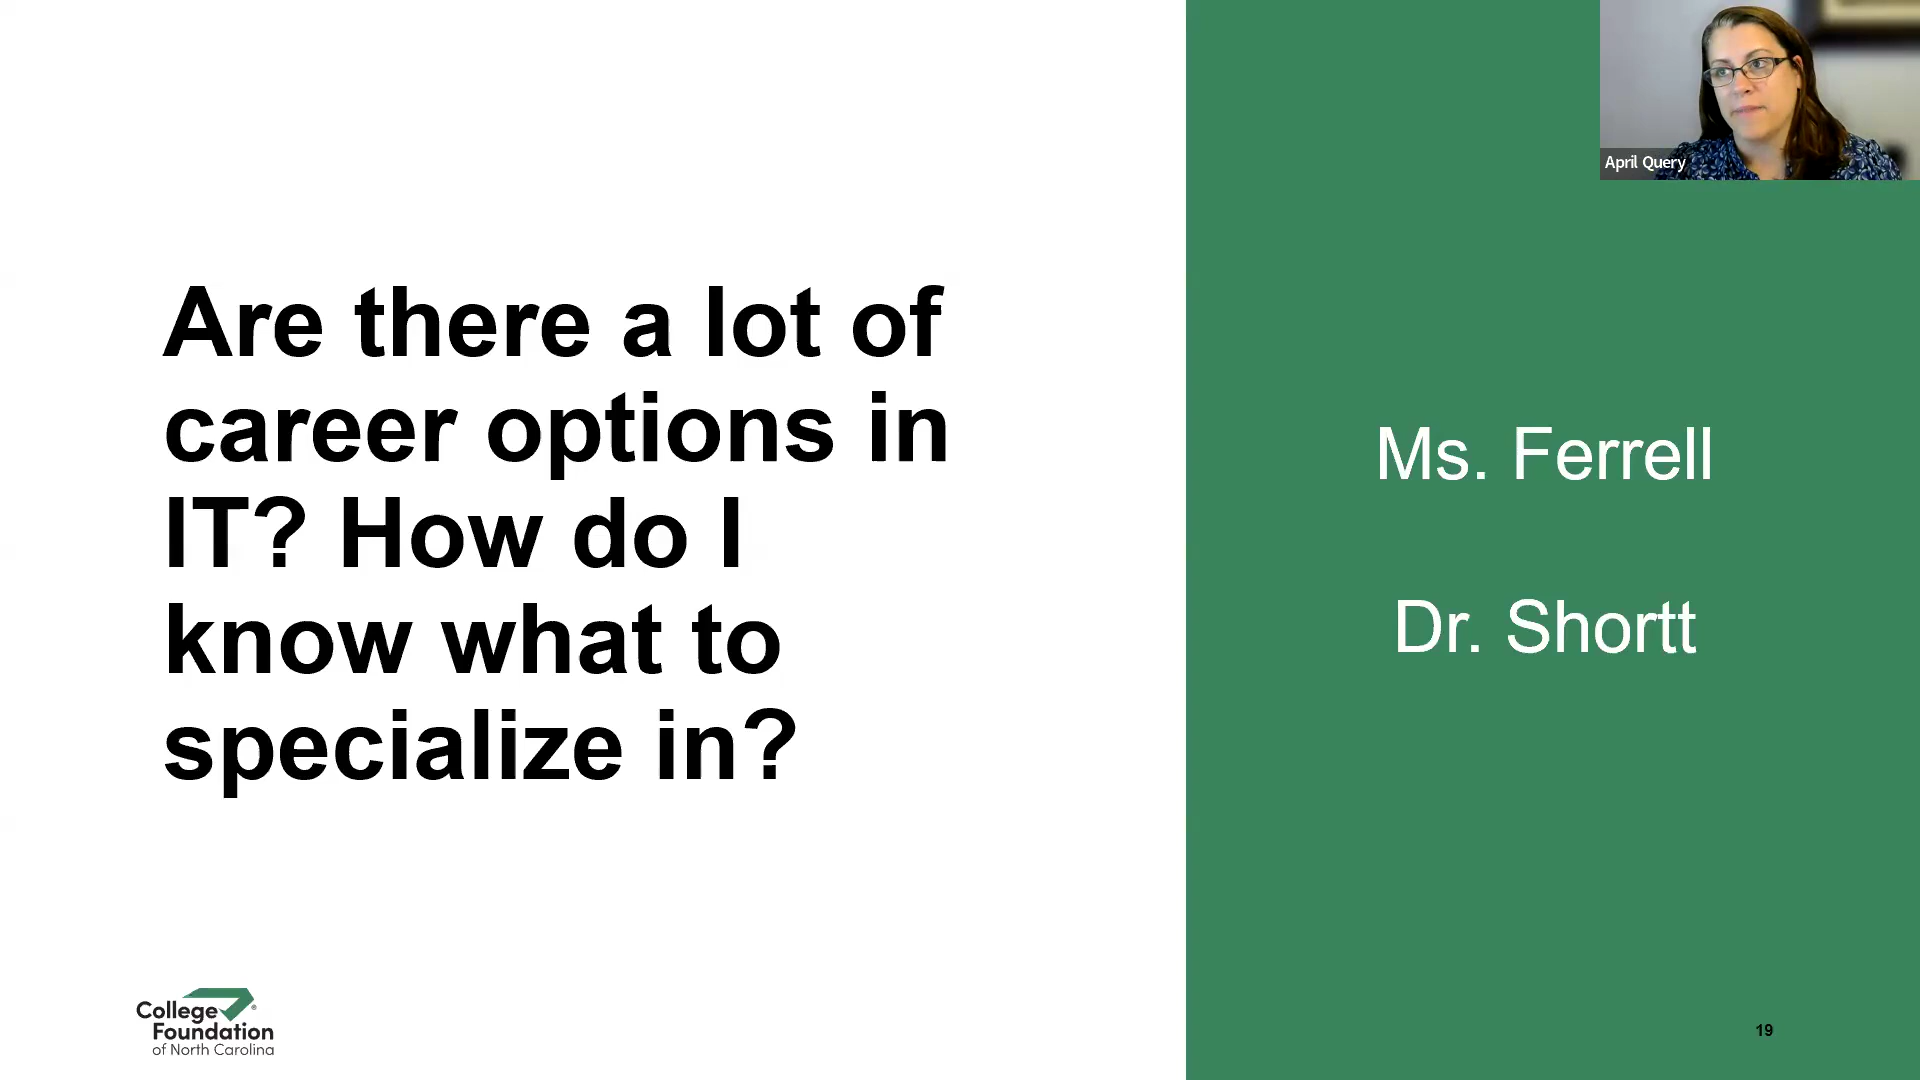 Are there a lot of
career options in
IT? How do I
know what to
specialize in?
Ms. Ferrell
Dr. Shortt
April Query
College
Foundation
of North Carolina
19